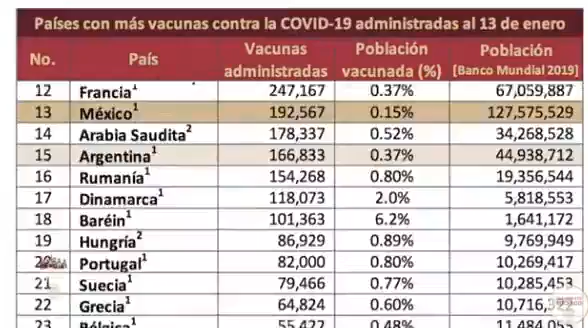 Países con más vacunas contra la COVID-19 administradas al 13 de enero
No. País Vacunas administradas Población vacunada (%) Población [Banco Mundial 2019]
12 Francia¹ 247,167 0.37% 67,059,887
13 México¹ 192,567 0.15% 127,575,529
14 Arabia Saudita² 178,337 0.52% 34,268,528
15 Argentina¹ 166,833 0.37% 44,938,712
16 Rumanía¹ 154,268 0.80% 19,356,544
17 Dinamarca¹ 118,073 2.0% 5,818,553
18 Baréin¹ 101,363 6.2% 1,641,172
19 Hungría² 86,929 0.89% 9,769,949
Portugal¹ 82,000 0.80% 10,269,417
21 Suecia¹ 79,466 0.77% 10,285,453
22 Grecia¹ 64,824 0.60%
23 Bélgica¹ 55,422 0.48%